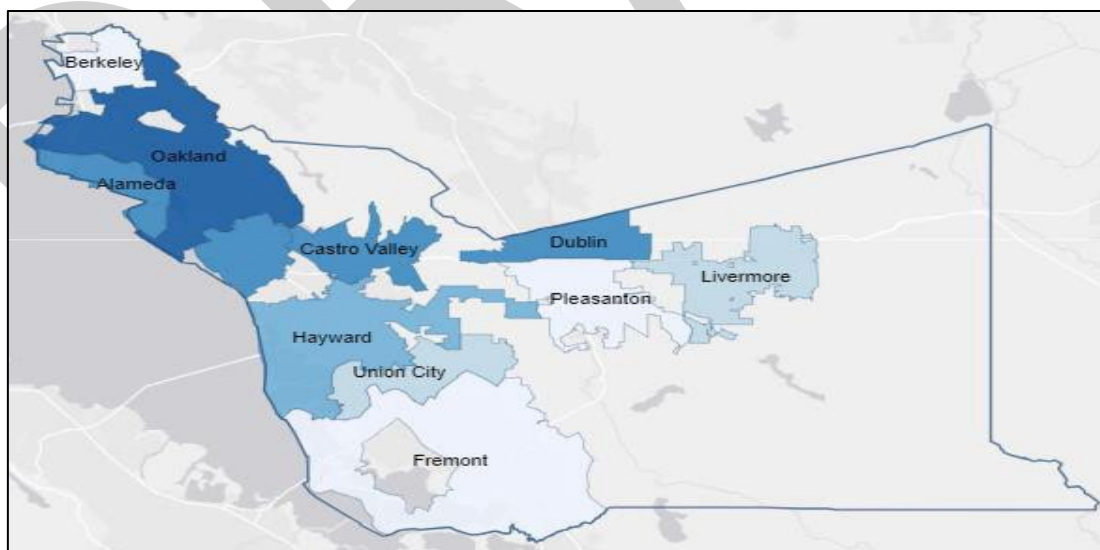 Berkeley
Oakland
Alameda
Castro Valley
Dublin
Livermore
Pleasanton
Hayward
Union City
Fremont